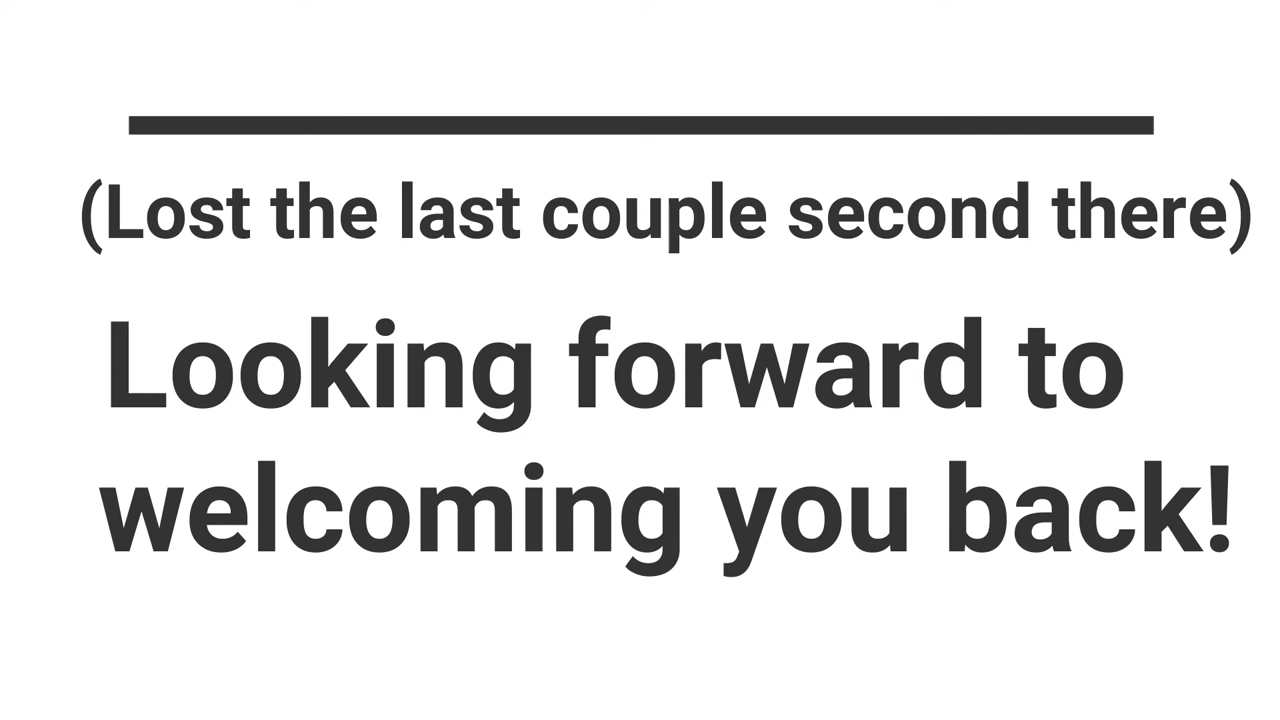 (Lost the last couple second there)
Looking forward to
welcoming you back!